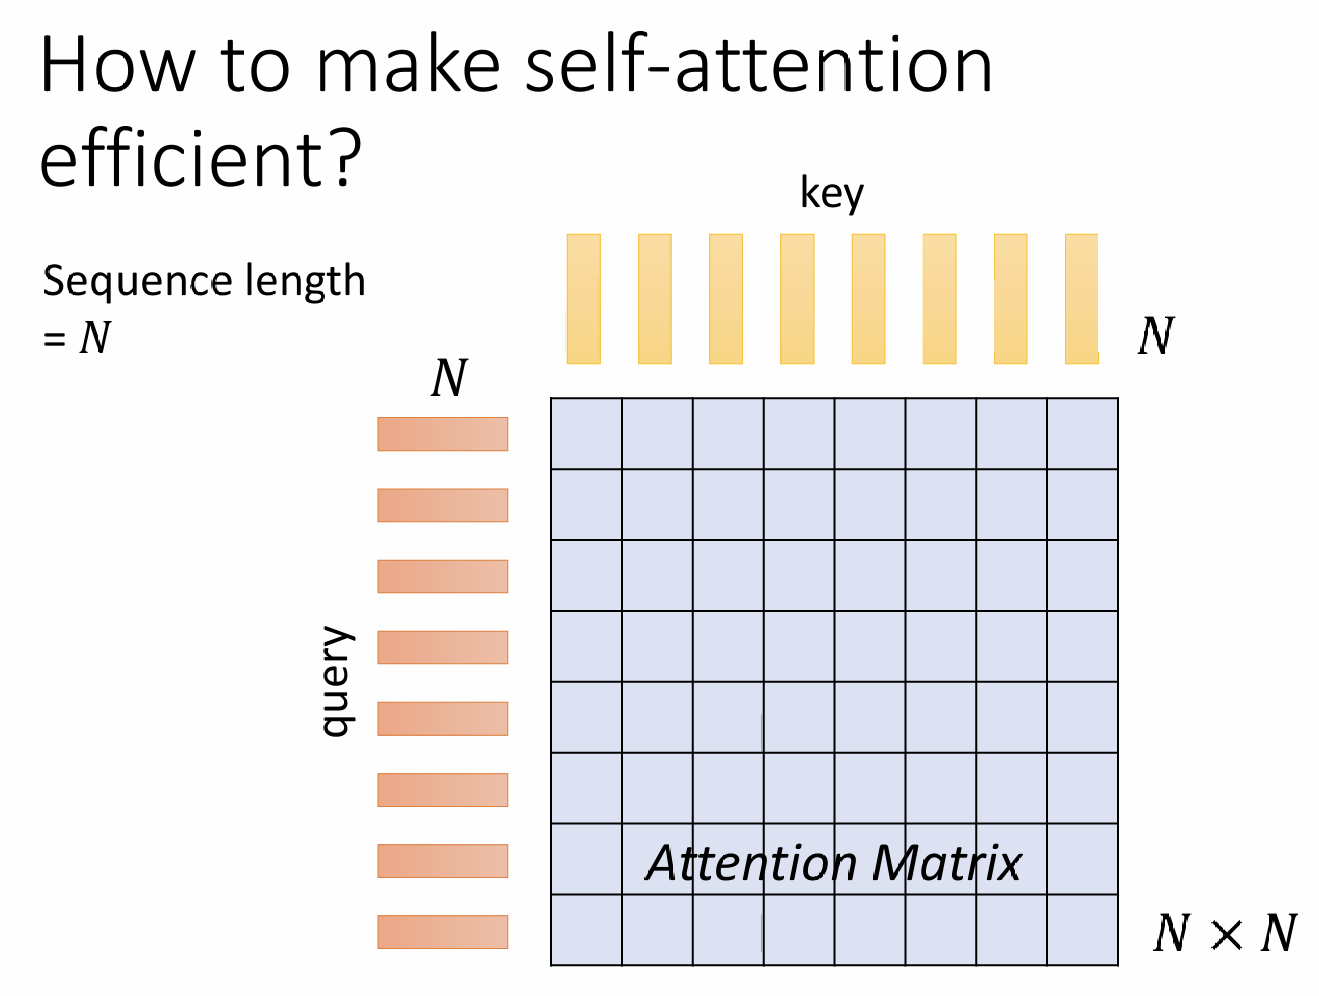 How to make self-attention
efficient?
key
Sequence length
= N
N
N
query
Attention Matrix
N × N